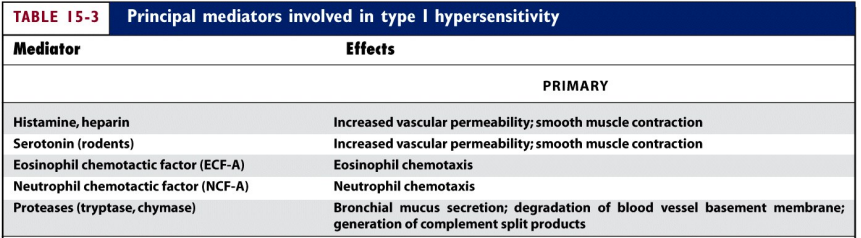 TABLE 15-3 Principal mediators involved in type I hypersensitivity
Mediator Effects
PRIMARY
Histamine, heparin Increased vascular permeability; smooth muscle contraction
Serotonin (rodents) Increased vascular permeability; smooth muscle contraction
Eosinophil chemotactic factor (ECF-A) Eosinophil chemotaxis
Neutrophil chemotactic factor (NCF-A) Neutrophil chemotaxis
Proteases (tryptase, chymase) Bronchial mucus secretion; degradation of blood vessel basement membrane;
generation of complement split products